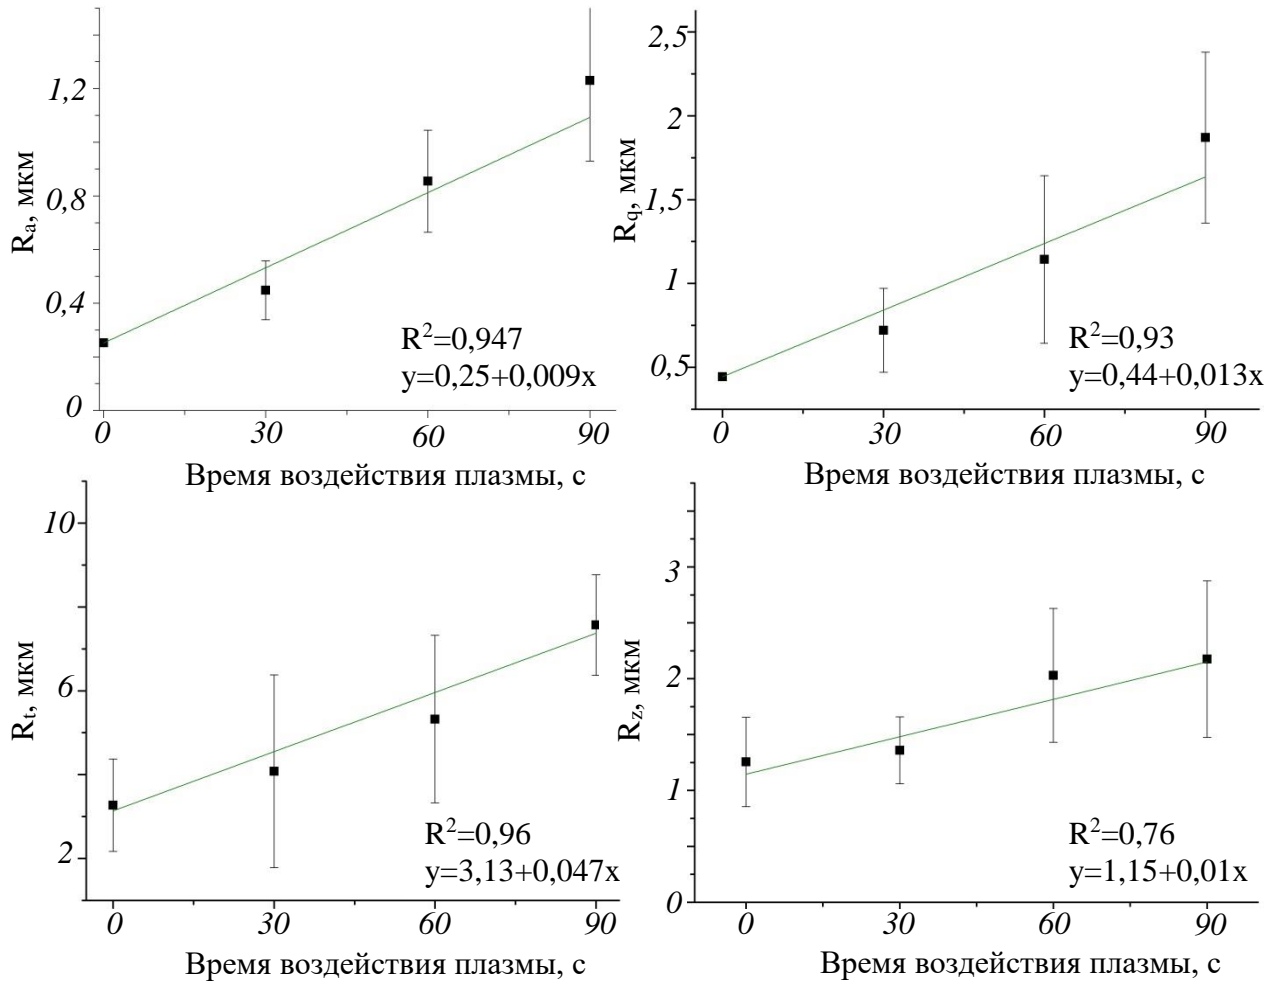 1,2
0,8
0,4
0
Rₐ, мкм
R²=0,947
y=0,25+0,009x
0 30 60 90
Время воздействия плазмы, с
2,5
2
1,5
1
0,5
Rq, мкм
R²=0,93
y=0,44+0,013x
0 30 60 90
Время воздействия плазмы, с
10
6
2
Rₜ, мкм
R²=0,96
y=3,13+0,047x
0 30 60 90
Время воздействия плазмы, с
3
2
1
0
Rz, мкм
R²=0,76
y=1,15+0,01x
0 30 60 90
Время воздействия плазмы, с